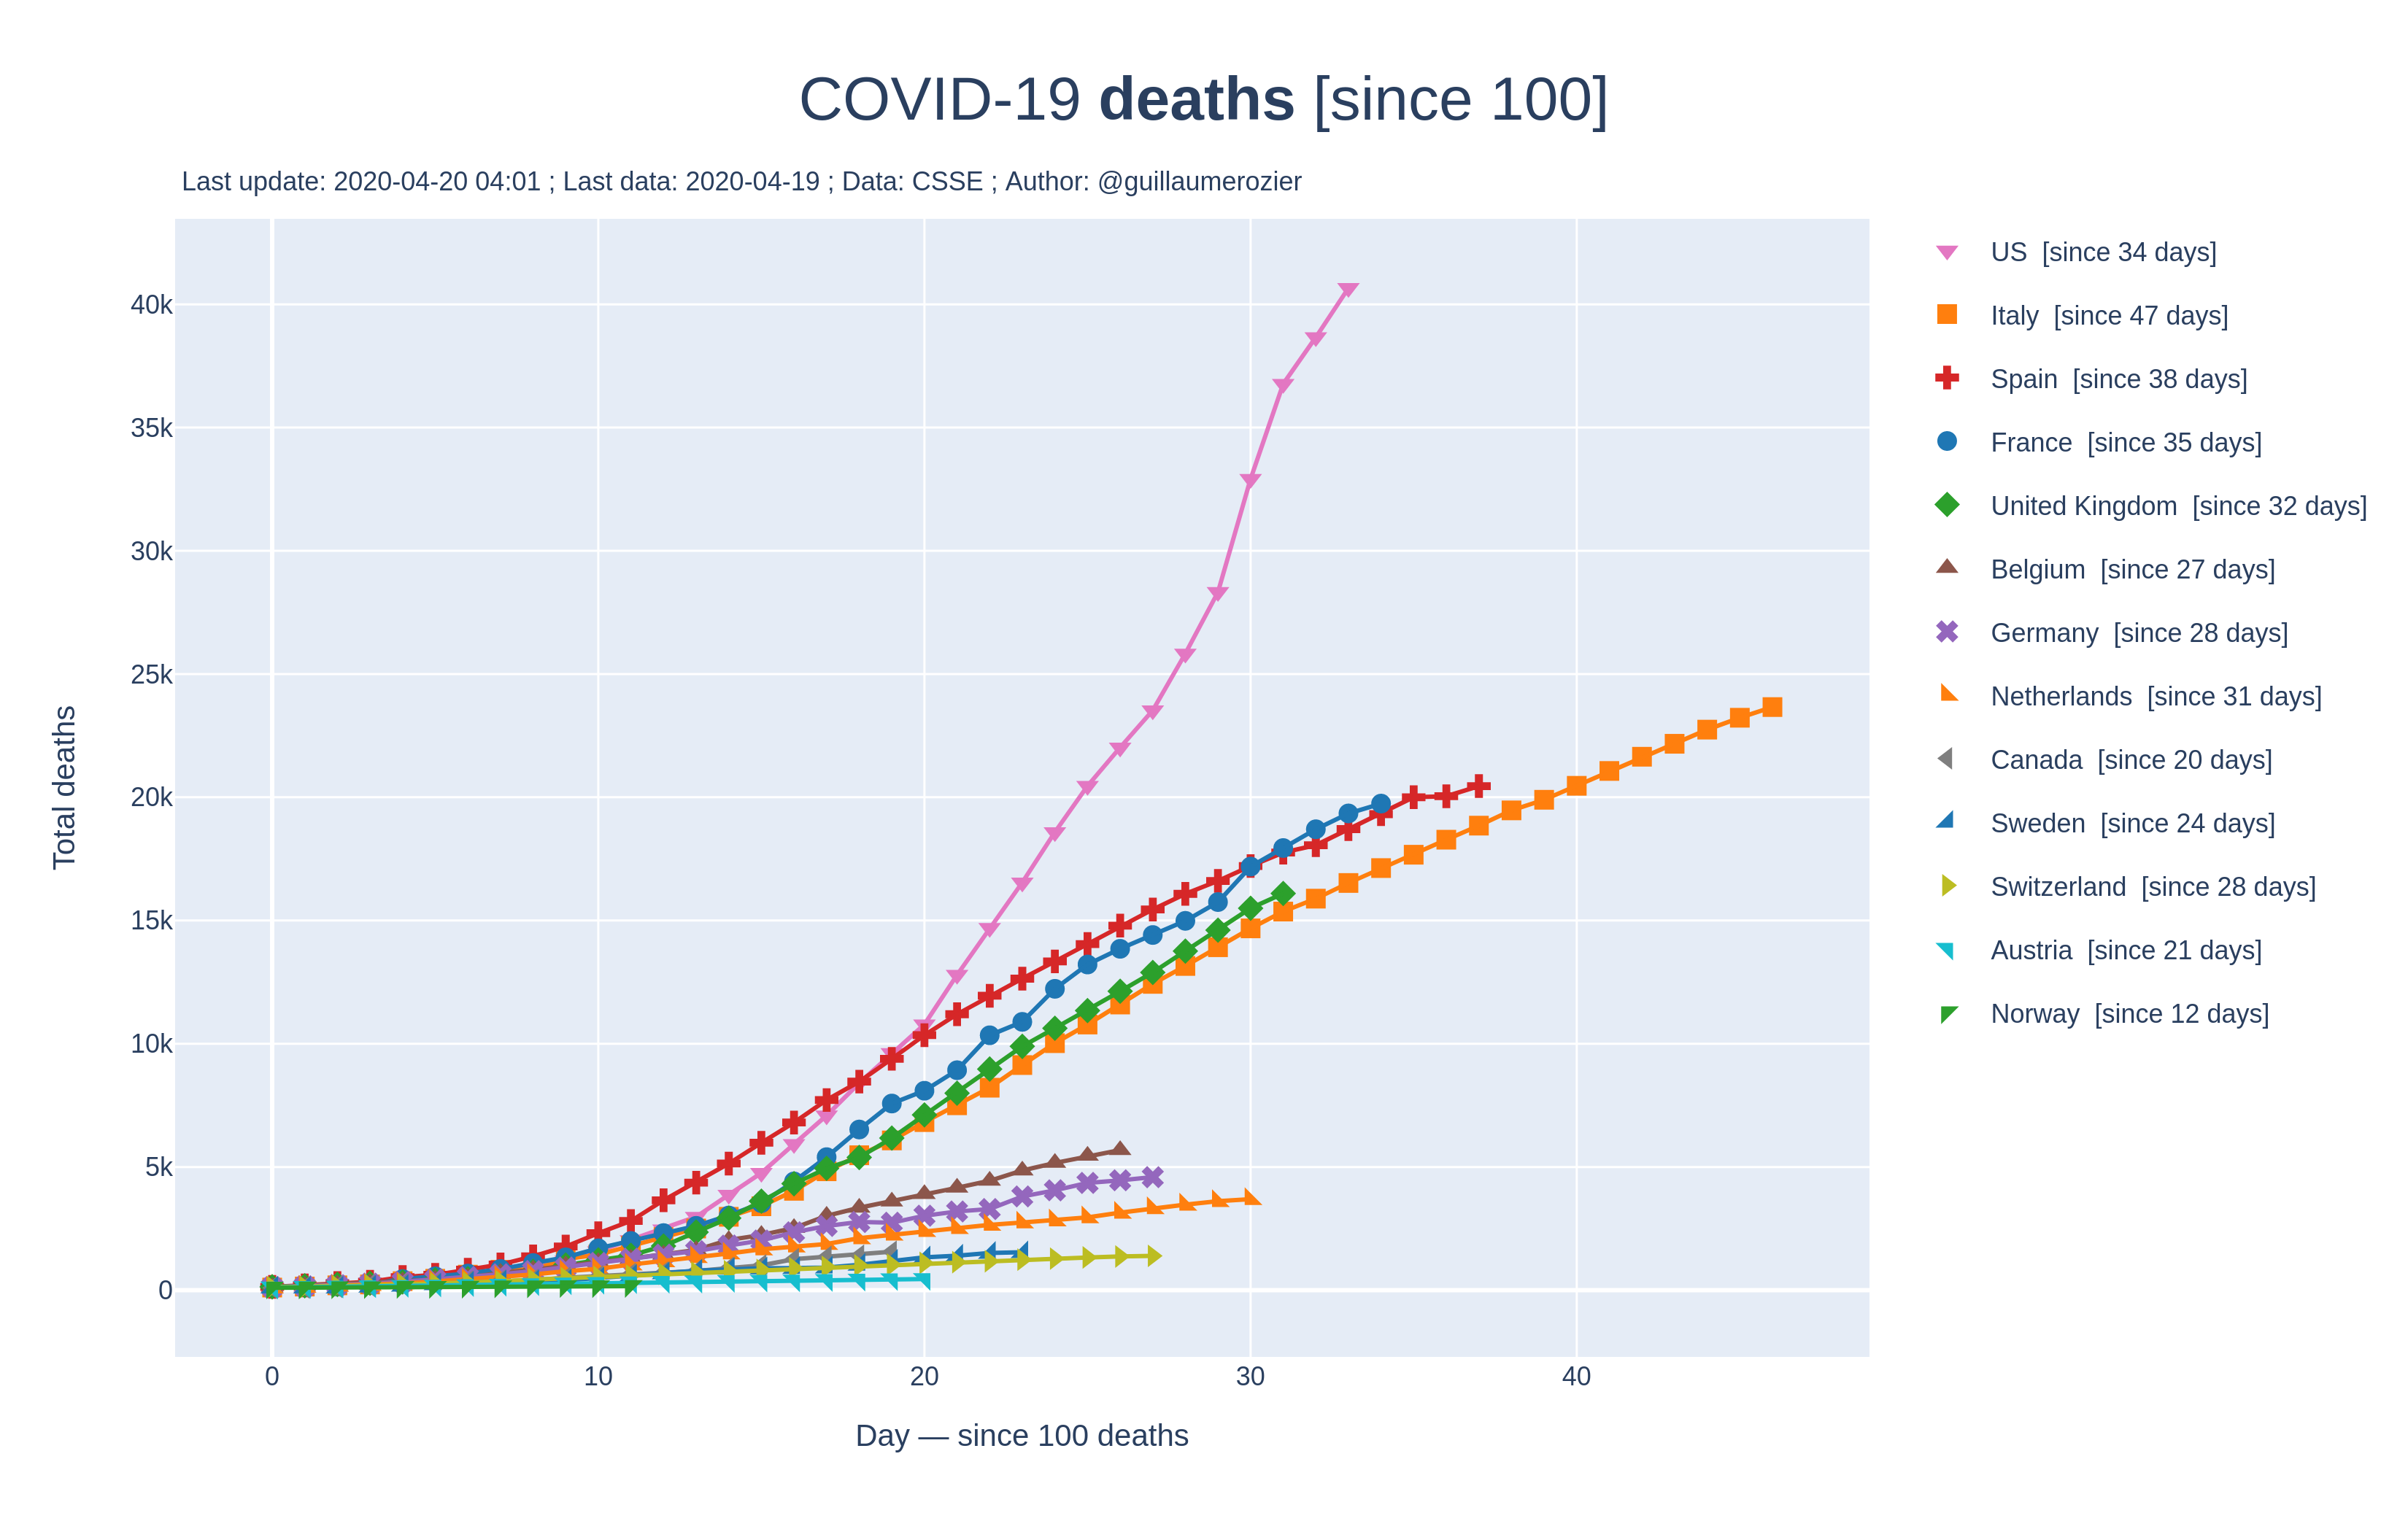 COVID-19 deaths [since 100]
Last update: 2020-04-20 04:01 ; Last data: 2020-04-19 ; Data: CSSE ; Author: @guillaumerozier
40k
35k
30k
25k
20k
15k
10k
5k
0
Total deaths
0 10 20 30 40
Day — since 100 deaths
US [since 34 days]
Italy [since 47 days]
Spain [since 38 days]
France [since 35 days]
United Kingdom [since 32 days]
Belgium [since 27 days]
Germany [since 28 days]
Netherlands [since 31 days]
Canada [since 20 days]
Sweden [since 24 days]
Switzerland [since 28 days]
Austria [since 21 days]
Norway [since 12 days]